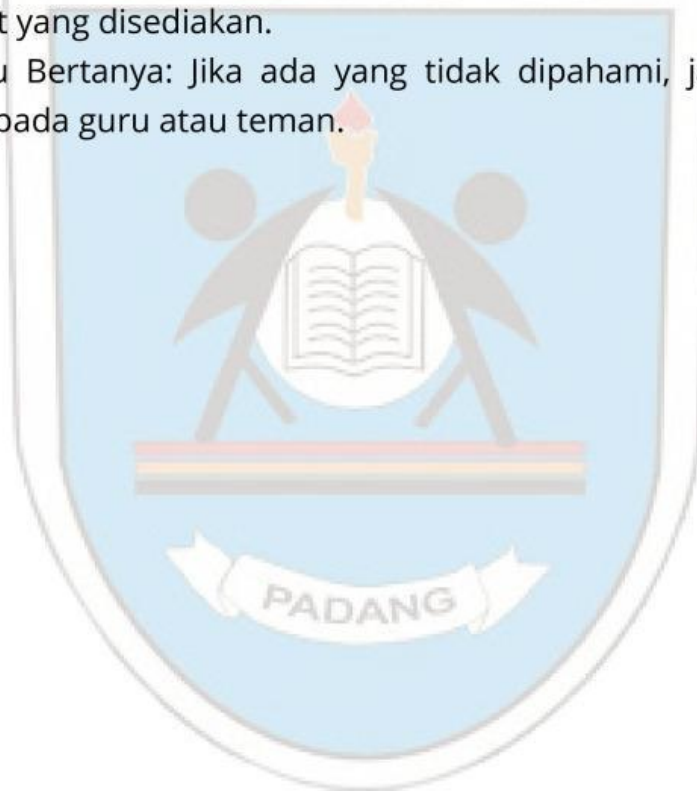 t yang disediakan.
u Bertanya: Jika ada yang tidak dipahami, j
pada guru atau teman.
PADANG